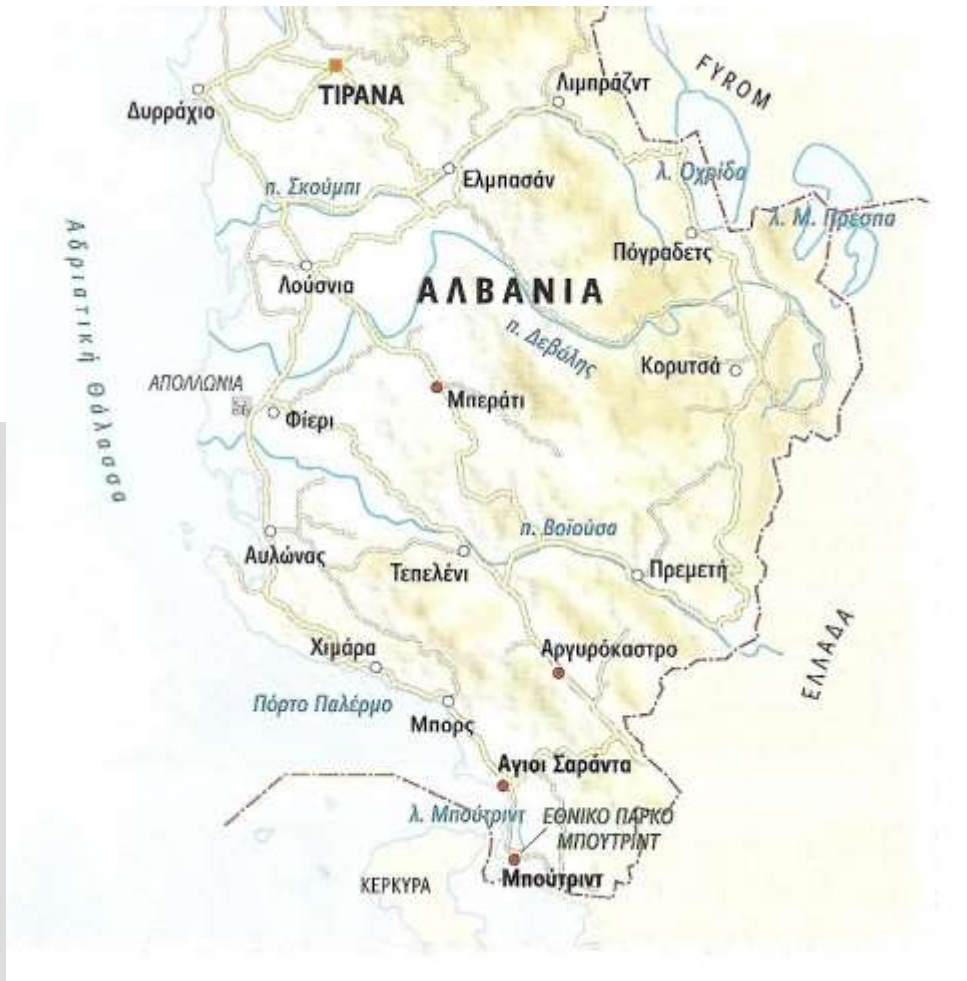 FYROM
Λιμπράζντ
ΤΙΡΑΝΑ
Δυρράχιο
λ. Οχρίδα
Ελμπασάν
π. Σκούμπι
λ. Μ. Πρέσπα
Αδριατική Θάλασσα
Πόγραδετς
Λούσνια
ΑΛΒΑΝΙΑ
π. Δεβόλης
Κορυτσά
ΑΠΟΛΛΩΝΙΑ
Μπεράτι
Φίερι
π. Βοϊούσα
Αυλώνας
Τεπελένι
Πρεμετή
ΕΛΛΑΔΑ
Χιμάρα
Αργυρόκαστρο
Πόρτο Παλέρμο
Μπορς
Αγιοι Σαράντα
λ. Μπούτριντ
ΕΘΝΙΚΟ ΠΑΡΚΟ
ΜΠΟΥΤΡΙΝΤ
Μπούτριντ
ΚΕΡΚΥΡΑ